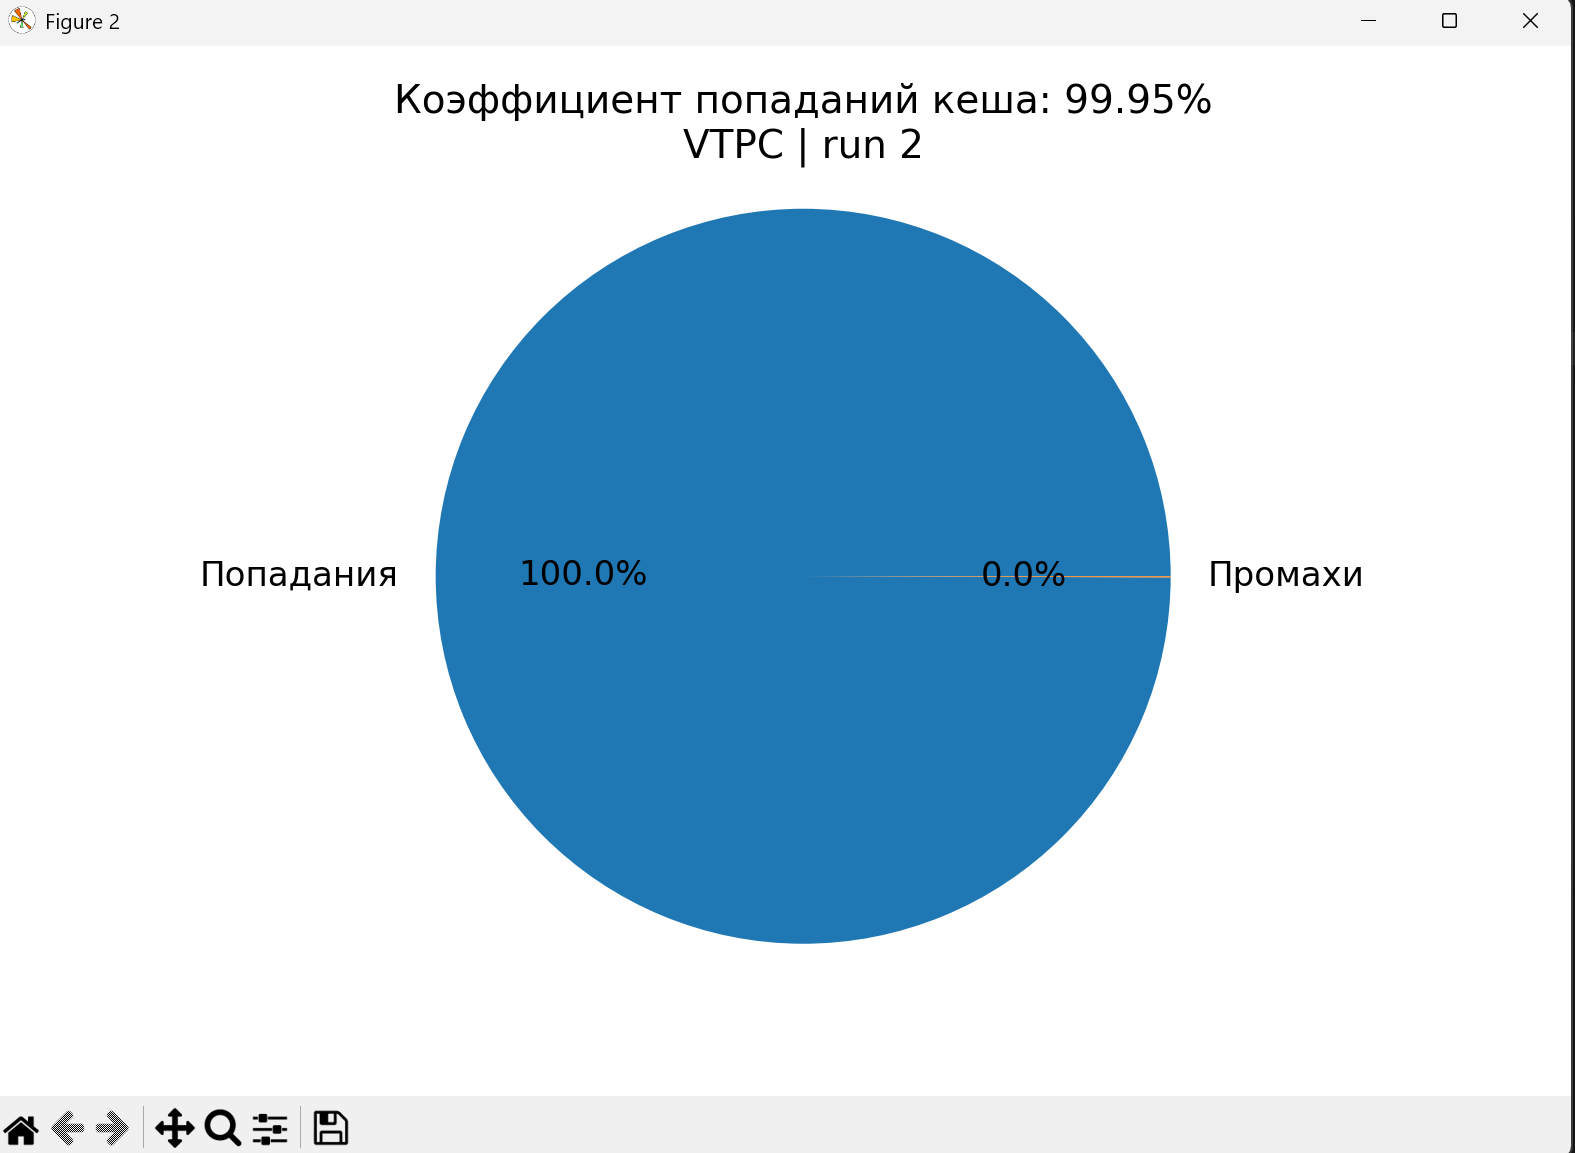 Figure 2
Коэффициент попаданий кеша: 99.95%
VTPC | run 2
Попадания
100.0%
0.0%
Промахи